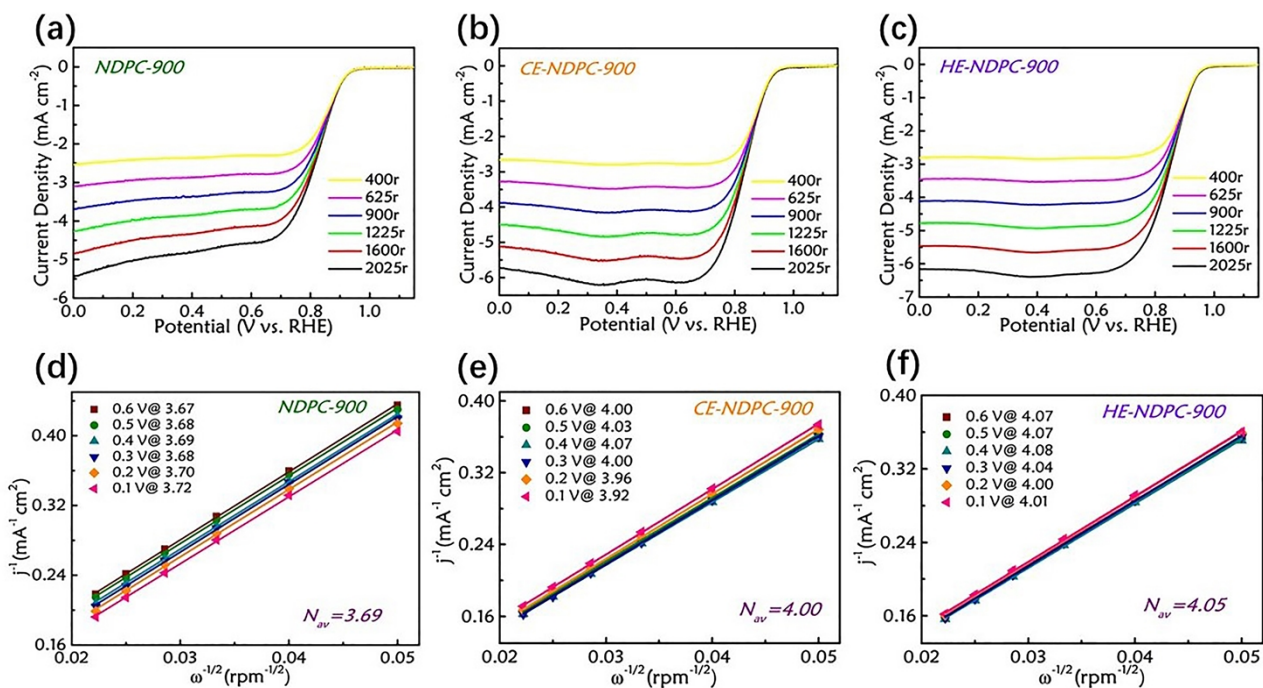 (a)
NDPC-900
Current Density (mA cm-2)
0
-1
-2
-3
-4
-5
-6
400r
625r
900r
1225r
1600r
2025r
0.0 0.2 0.4 0.6 0.8 1.0
Potential (V vs. RHE)
(b)
CE-NDPC-900
Current Density (mA cm-2)
0
-1
-2
-3
-4
-5
-6
400r
625r
900r
1225r
1600r
2025r
0.0 0.2 0.4 0.6 0.8 1.0
Potential (V vs. RHE)
(c)
HE-NDPC-900
Current Density (mA cm-2)
0
-1
-2
-3
-4
-5
-6
-7
400r
625r
900r
1225r
1600r
2025r
0.0 0.2 0.4 0.6 0.8 1.0
Potential (V vs. RHE)
(d)
NDPC-900
j-1(mA-1 cm2)
0.40
0.32
0.24
0.16
0.6 V@ 3.67
0.5 V@ 3.68
0.4 V@ 3.69
0.3 V@ 3.68
0.2 V@ 3.70
0.1 V@ 3.72
Nav=3.69
0.02 0.03 0.04 0.05
ω-1/2(rpm-1/2)
(e)
CE-NDPC-900
j-1(mA-1 cm2)
0.40
0.32
0.24
0.16
0.6 V@ 4.00
0.5 V@ 4.03
0.4 V@ 4.07
0.3 V@ 4.00
0.2 V@ 3.96
0.1 V@ 3.92
Nav=4.00
0.02 0.03 0.04 0.05
ω-1/2(rpm-1/2)
(f)
HE-NDPC-900
j-1(mA-1 cm2)
0.40
0.32
0.24
0.16
0.6 V@ 4.07
0.5 V@ 4.07
0.4 V@ 4.08
0.3 V@ 4.04
0.2 V@ 4.00
0.1 V@ 4.01
Nav=4.05
0.02 0.03 0.04 0.05
ω-1/2(rpm-1/2)